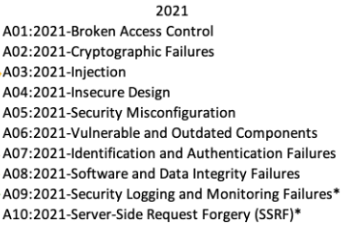 2021
A01:2021-Broken Access Control
A02:2021-Cryptographic Failures
A03:2021-Injection
A04:2021-Insecure Design
A05:2021-Security Misconfiguration
A06:2021-Vulnerable and Outdated Components
A07:2021-Identification and Authentication Failures
A08:2021-Software and Data Integrity Failures
A09:2021-Security Logging and Monitoring Failures*
A10:2021-Server-Side Request Forgery (SSRF)*